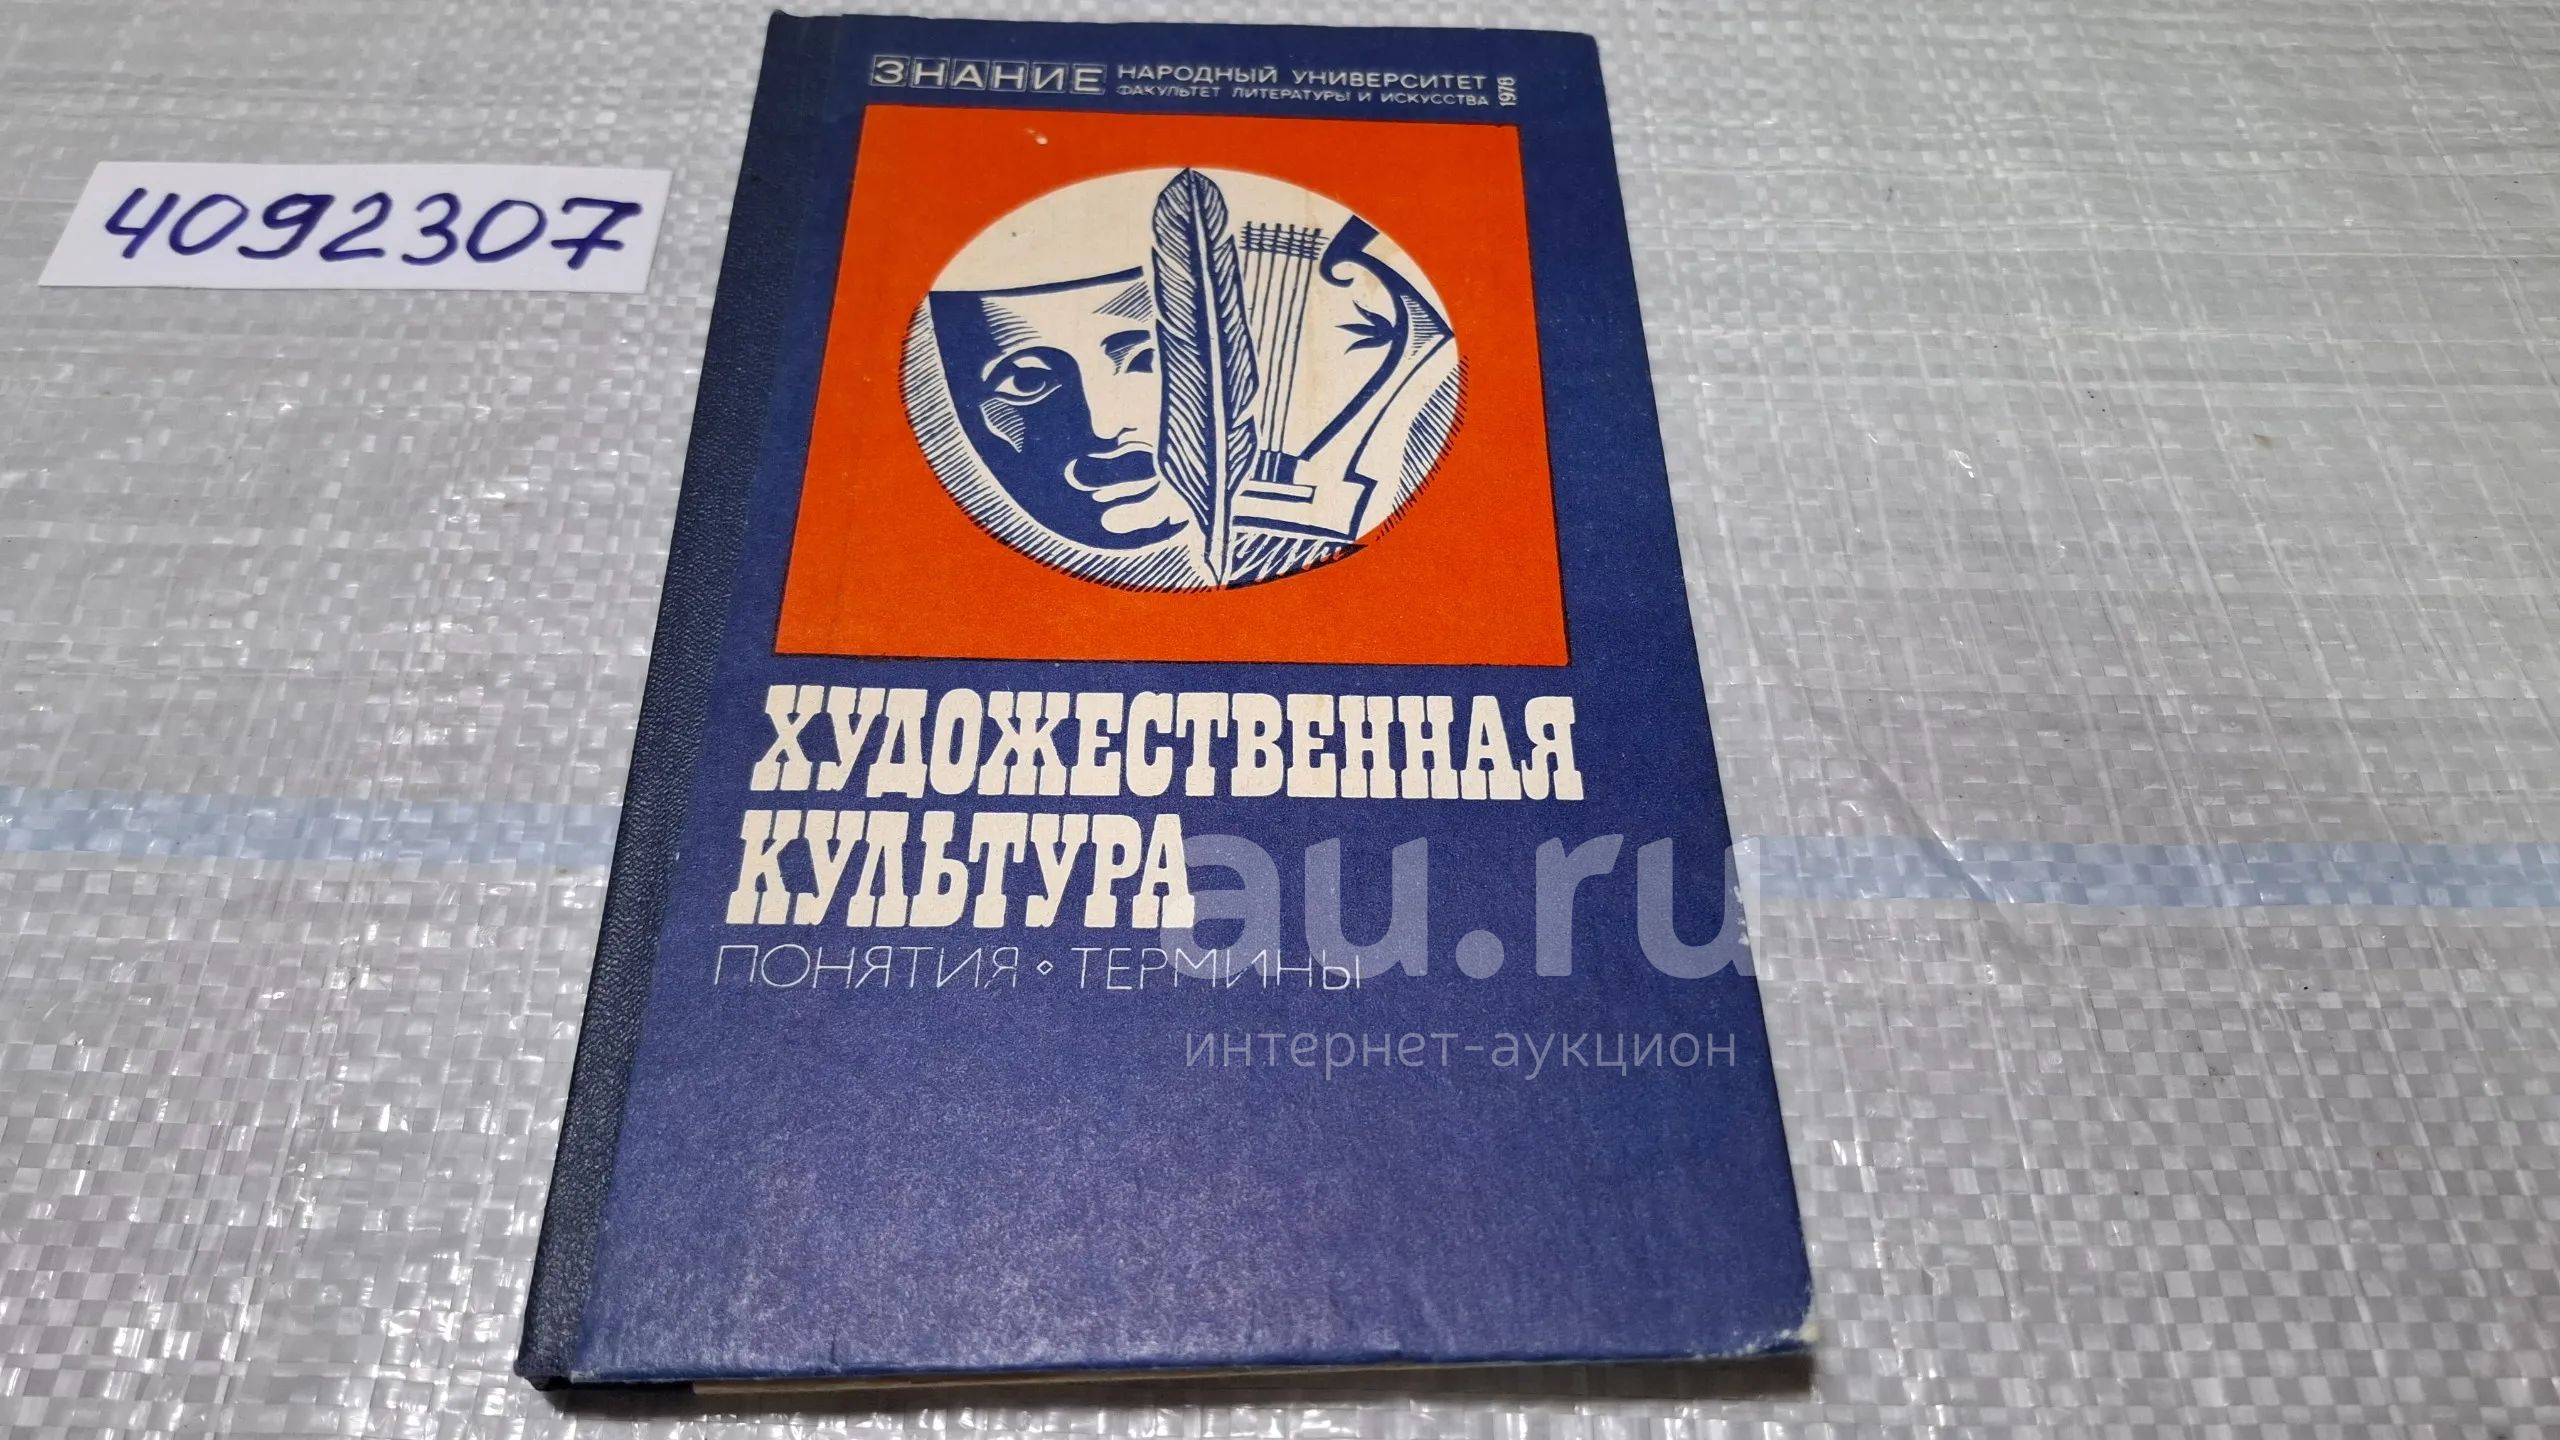 4092307
ЗНАНИЕ НАРОДНЫЙ УНИВЕРСИТЕТ
ФАКУЛЬТЕТ ЛИТЕРАТУРЫ И ИСКУССТВА
1978
ХУДОЖЕСТВЕННАЯ
КУЛЬТУРА
ПОНЯТИЯ ⋄ ТЕРМИНЫ
au.ru
интернет-аукцион